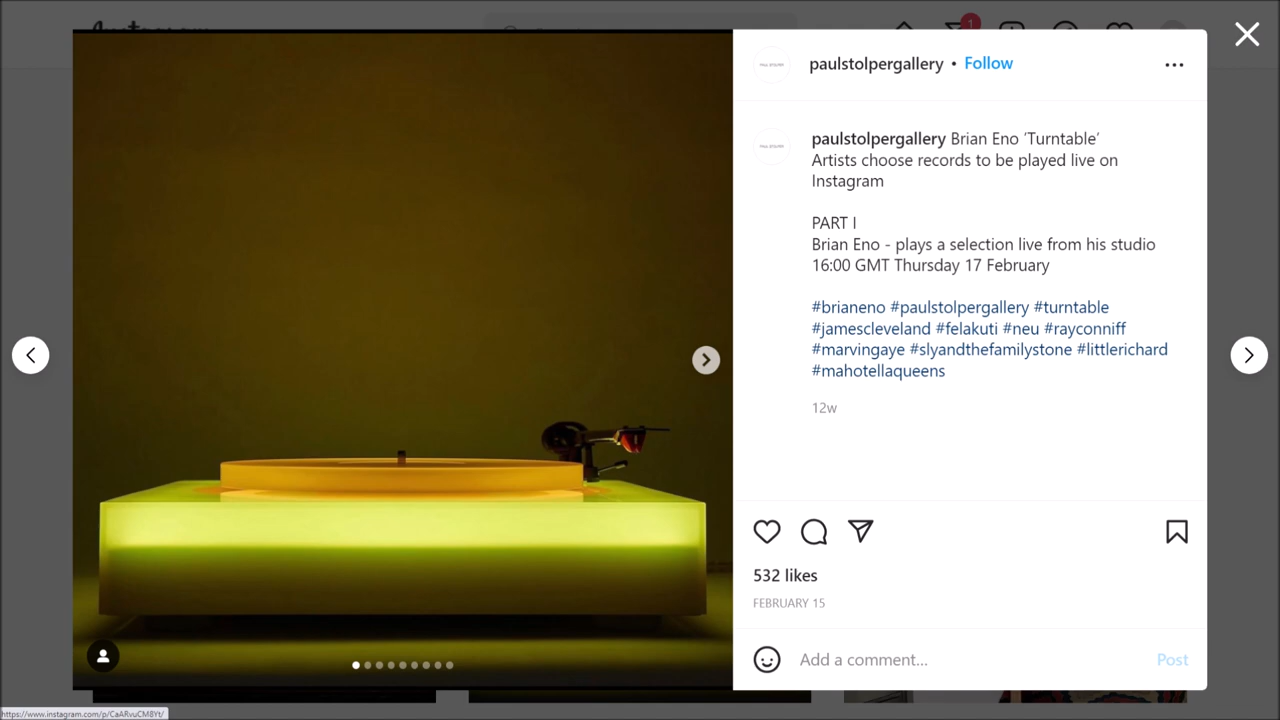 1
paulstolpergallery • Follow
paulstolpergallery Brian Eno ‘Turntable’
Artists choose records to be played live on
Instagram
PART I
Brian Eno - plays a selection live from his studio
16:00 GMT Thursday 17 February
#brianeno #paulstolpergallery #turntable
#jamescleveland #felakuti #neu #rayconniff
#marvingaye #slyandthefamilystone #littlerichard
#mahotellaqueens
12w
532 likes
FEBRUARY 15
Add a comment...
Post
https://www.instagram.com/p/CaARvuCM8Yt/